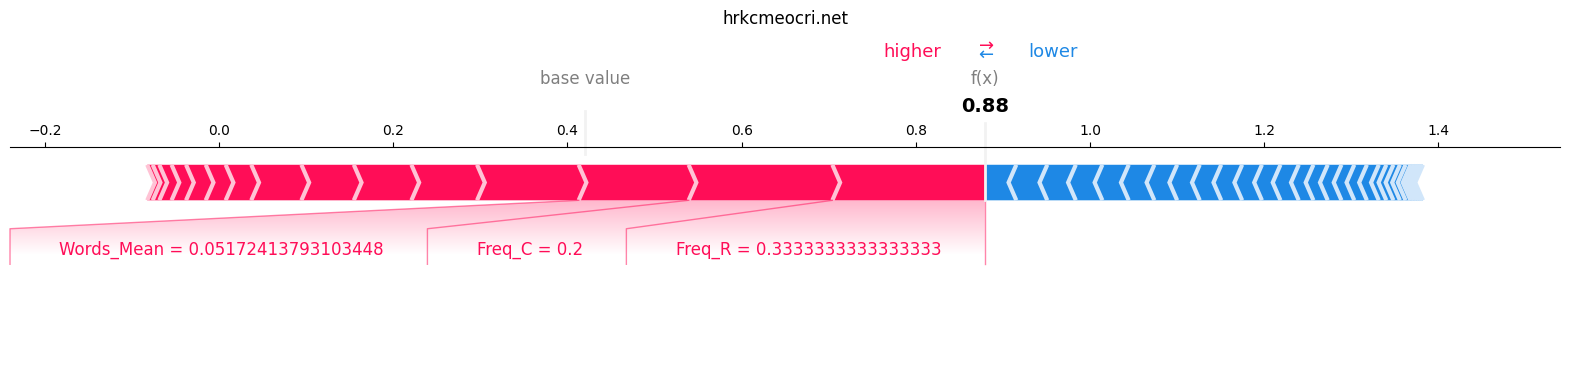 hrkcmeocri.net
higher ⇄ lower
base value f(x)
0.88
−0.2 0.0 0.2 0.4 0.6 0.8 1.0 1.2 1.4
Words_Mean = 0.05172413793103448 Freq_C = 0.2 Freq_R = 0.3333333333333333